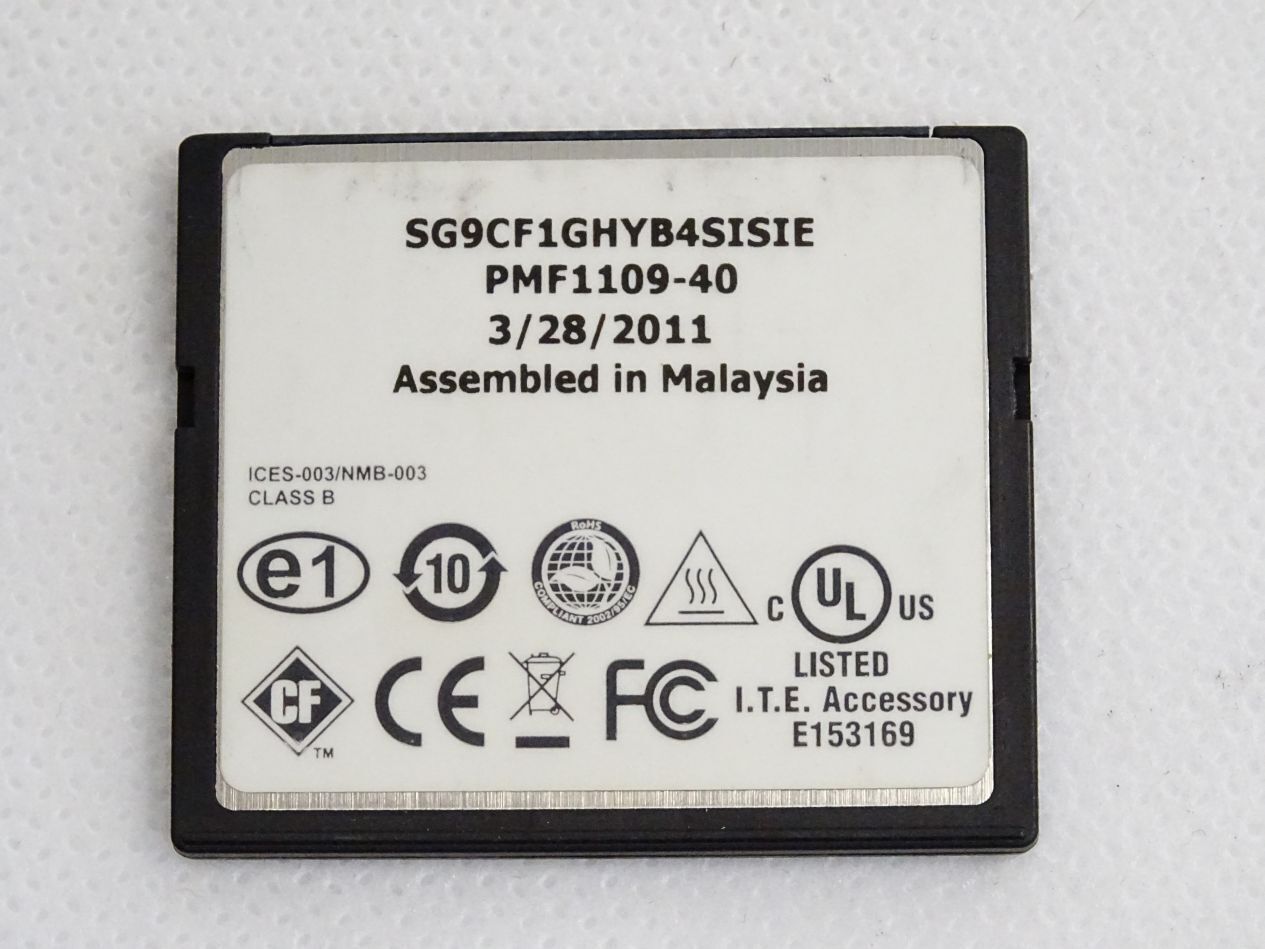 SG9CF1GHYB4SISIE
PMF1109-40
3/28/2011
Assembled in Malaysia
ICES-003/NMB-003
CLASS B
e1
10
RoHS
COMPLIANT 2002/95/EC
C UL US
LISTED
I.T.E. Accessory
E153169
CF
TM
CE
FC